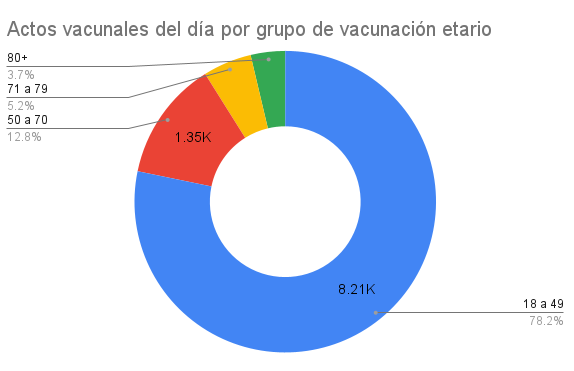 Actos vacunales del día por grupo de vacunación etario
80+
3.7%
71 a 79
5.2%
50 a 70
12.8%
1.35K
8.21K
18 a 49
78.2%